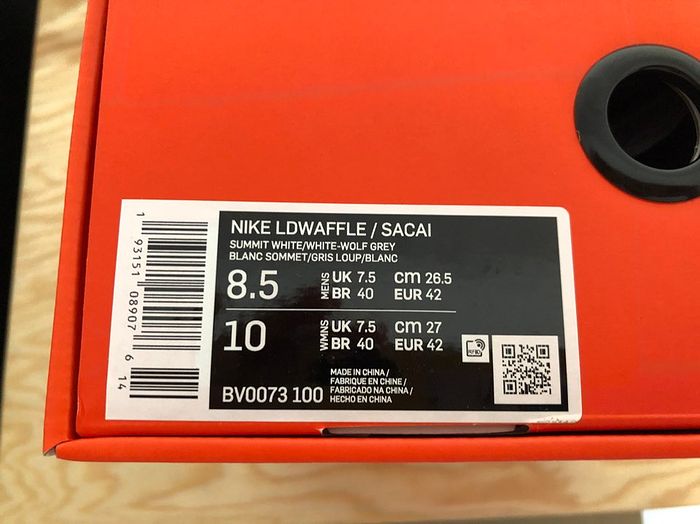 NIKE LDWAFFLE / SACAI
SUMMIT WHITE/WHITE-WOLF GREY
BLANC SOMMET/GRIS LOUP/BLANC
8.5 MENS UK 7.5 CM 26.5
BR 40 EUR 42
10 WMNS UK 7.5 CM 27
BR 40 EUR 42
RFID
BV0073 100
MADE IN CHINA /
FABRIQUE EN CHINE /
FABRICADO NA CHINA /
HECHO EN CHINA
1 93151 08907 6 14